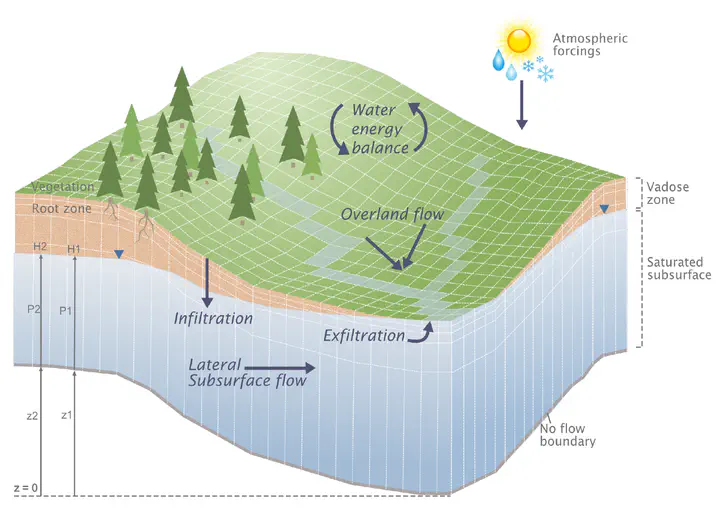 Atmospheric
forcings
Water
energy
balance
Vegetation
Root zone
Overland flow
Vadose
zone
H2
H1
Saturated
subsurface
P2
P1
Infiltration
Exfiltration
Lateral
Subsurface flow
z2
z1
No flow
boundary
z = 0